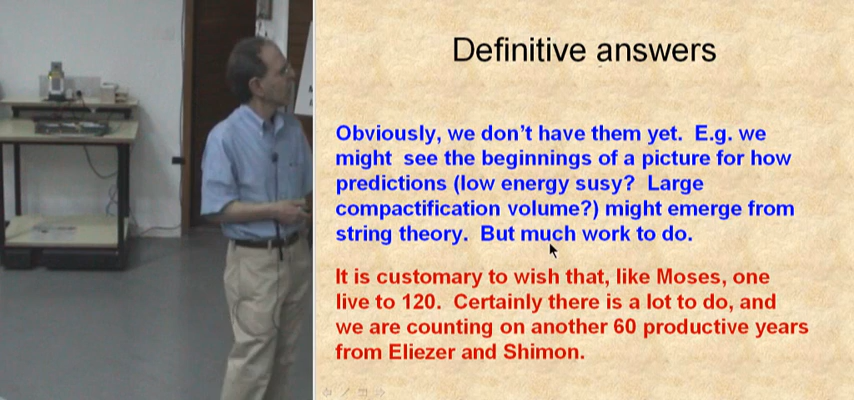 Definitive answers
Obviously, we don't have them yet. E.g. we
might see the beginnings of a picture for how
predictions (low energy susy? Large
compactification volume?) might emerge from
string theory. But much work to do.
It is customary to wish that, like Moses, one
live to 120. Certainly there is a lot to do, and
we are counting on another 60 productive years
from Eliezer and Shimon.